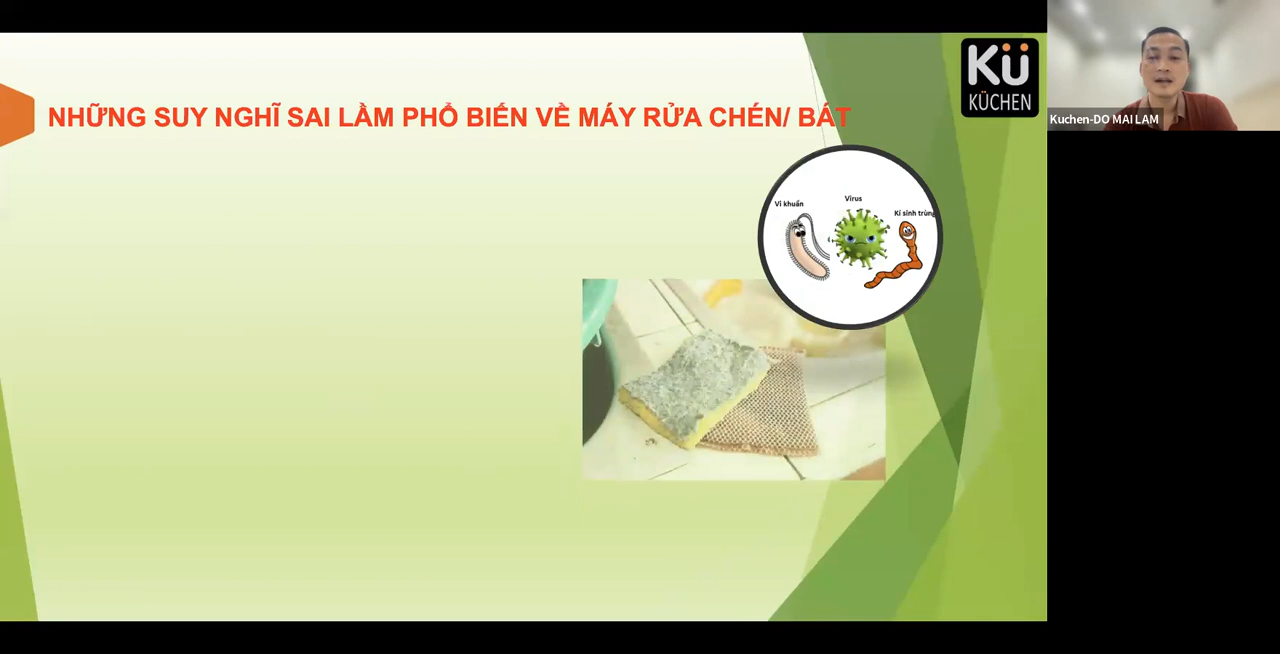 NHỮNG SUY NGHĨ SAI LẦM PHỔ BIẾN VỀ MÁY RỬA CHÉN/ BÁT
Kü
KÜCHEN
Kuchen-DO MAI LAM
Vi khuẩn
Virus
Kí sinh trùng